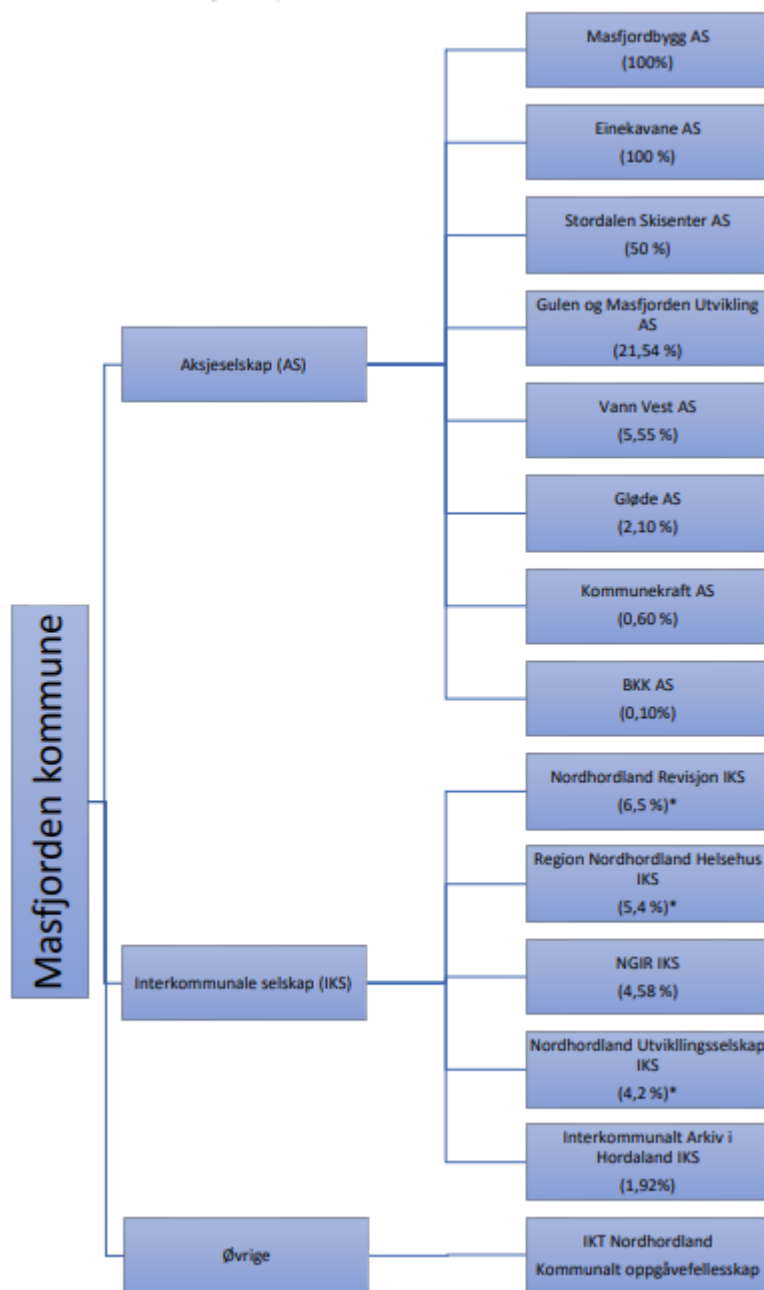 Masfjorden kommune
Aksjeselskap (AS)
Masfjordbygg AS
(100%)
Einekavane AS
(100 %)
Stordalen Skisenter AS
(50 %)
Gulen og Masfjorden Utvikling
AS
(21,54 %)
Vann Vest AS
(5,55 %)
Gløde AS
(2,10 %)
Kommunekraft AS
(0,60 %)
BKK AS
(0,10%)
Interkommunale selskap (IKS)
Nordhordland Revisjon IKS
(6,5 %)*
Region Nordhordland Helsehus
IKS
(5,4 %)*
NGIR IKS
(4,58 %)
Nordhordland Utvikllingsselskap
IKS
(4,2 %)*
Interkommunalt Arkiv i
Hordaland IKS
(1,92%)
Øvrige
IKT Nordhordland
Kommunalt oppgåvefellesskap